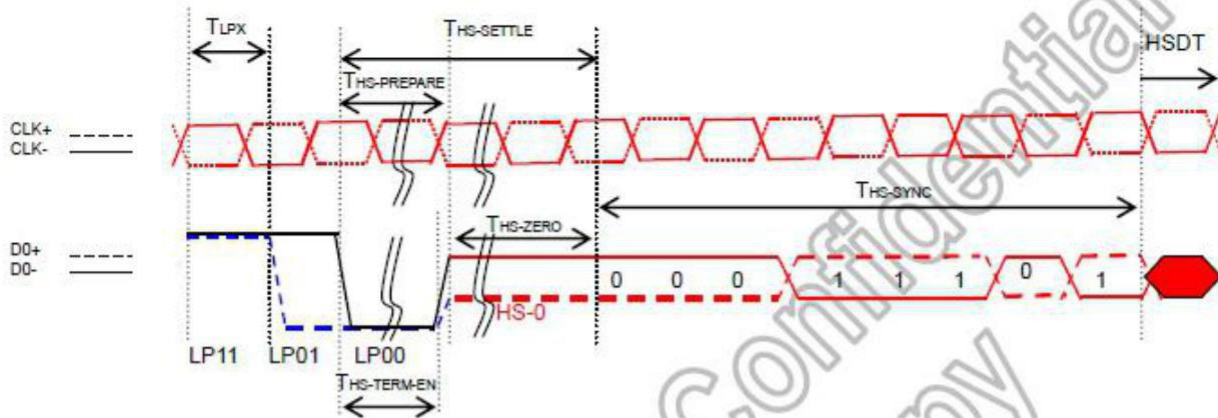 TLPX
THS-SETTLE
HSDT
THS-PREPARE
CLK+
CLK-
THS-SYNC
THS-ZERO
D0+
D0-
0 0 0 1 1 1 0 1
HS-0
LP11 LP01 LP00
THS-TERM-EN
Confidential